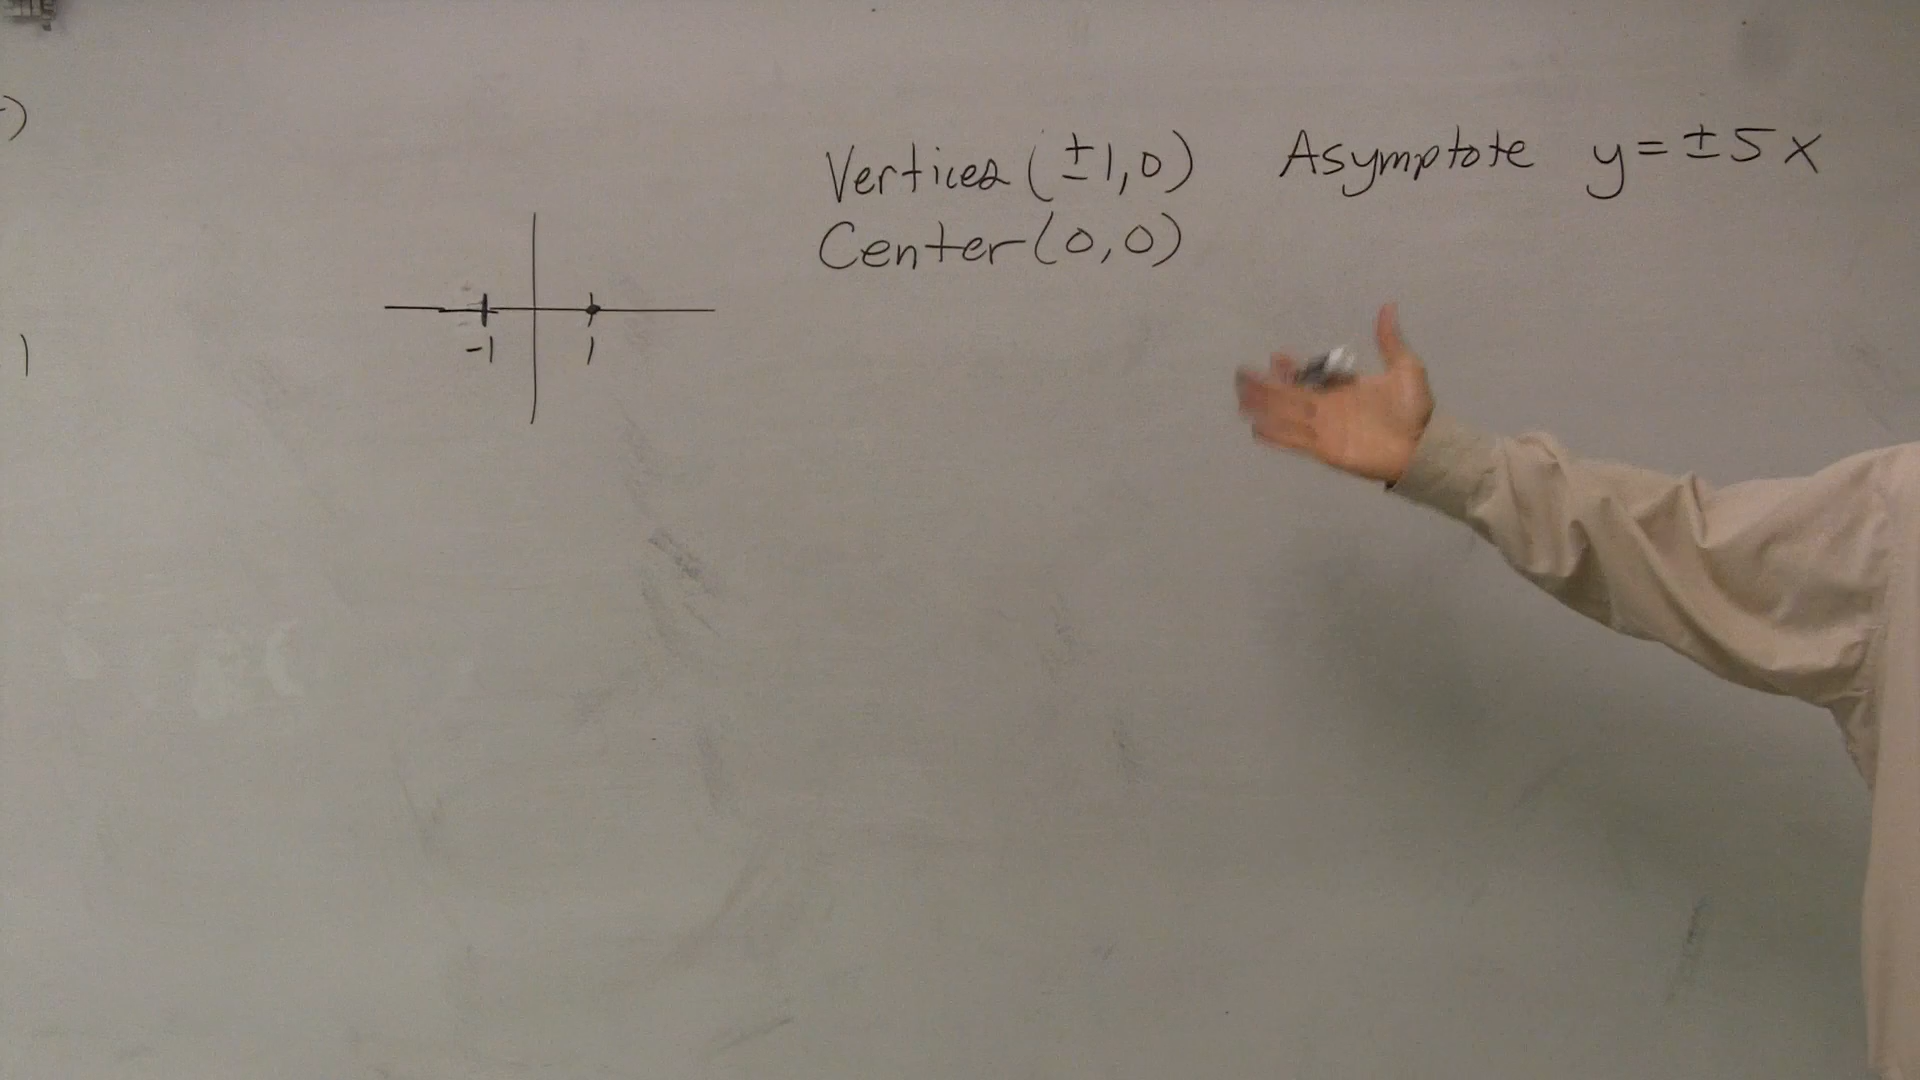 )
Vertices (±1,0) Asymptote y=±5x
Center (0,0)
-1 1
)